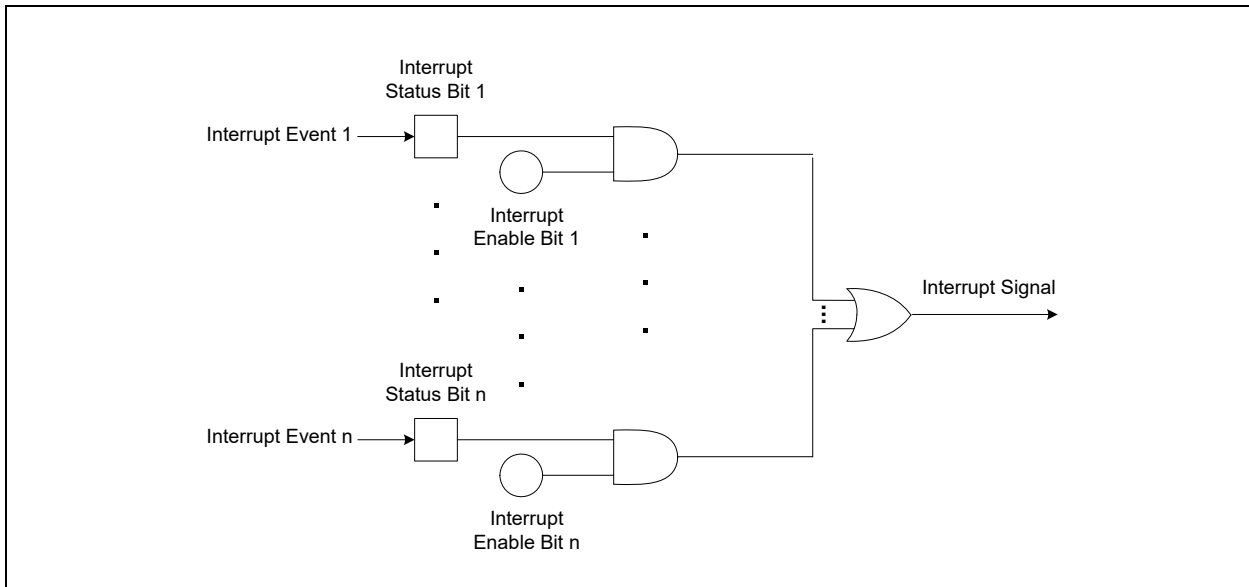 Interrupt
Status Bit 1
Interrupt Event 1
Interrupt
Enable Bit 1
Interrupt Signal
Interrupt
Status Bit n
Interrupt Event n
Interrupt
Enable Bit n